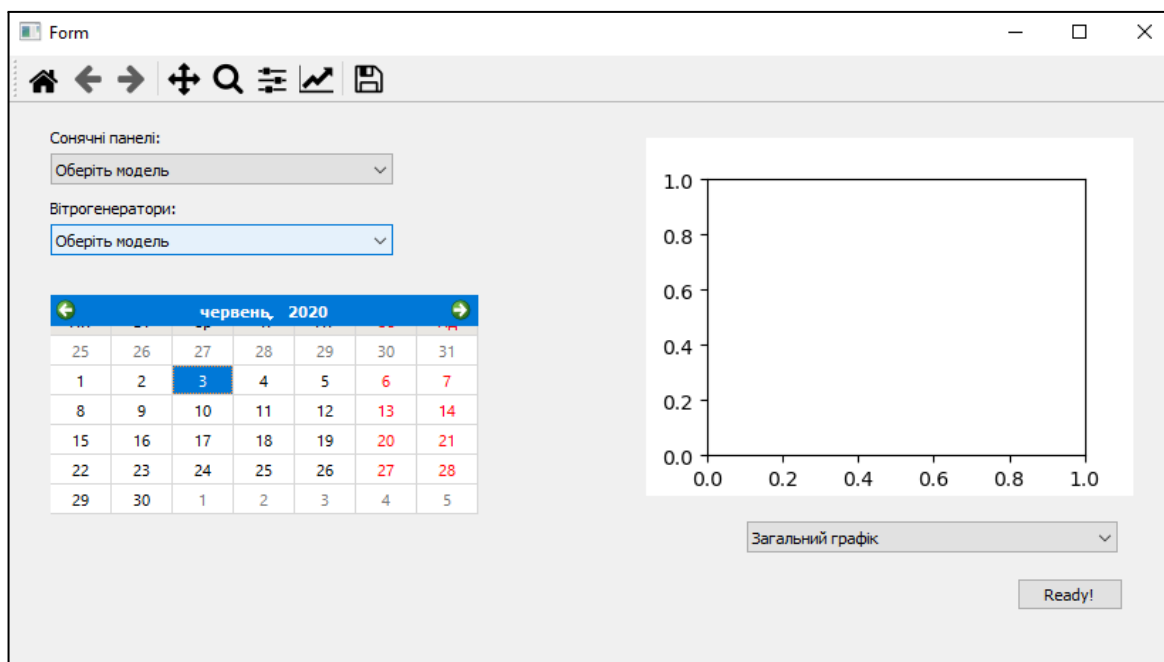 Form
Сонячні панелі:
Оберіть модель
Вітрогенератори:
Оберіть модель
червень, 2020
25 26 27 28 29 30 31
1 2 3 4 5 6 7
8 9 10 11 12 13 14
15 16 17 18 19 20 21
22 23 24 25 26 27 28
29 30 1 2 3 4 5
1.0
0.8
0.6
0.4
0.2
0.0
0.0 0.2 0.4 0.6 0.8 1.0
Загальний графік
Ready!